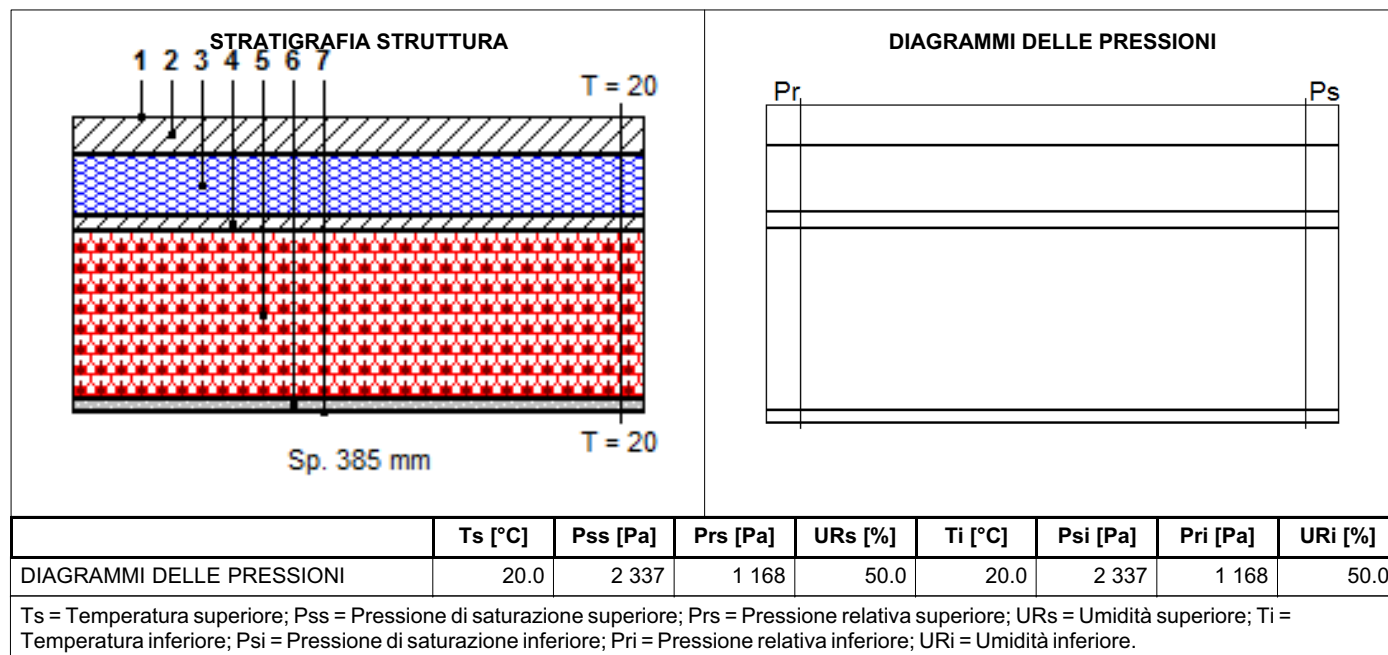 STRATIGRAFIA STRUTTURA
1 2 3 4 5 6 7
T = 20
T = 20
Sp. 385 mm
DIAGRAMMI DELLE PRESSIONI
Pr Ps
Ts [°C] Pss [Pa] Prs [Pa] URs [%] Ti [°C] Psi [Pa] Pri [Pa] URi [%]
DIAGRAMMI DELLE PRESSIONI 20.0 2 337 1 168 50.0 20.0 2 337 1 168 50.0
Ts = Temperatura superiore; Pss = Pressione di saturazione superiore; Prs = Pressione relativa superiore; URs = Umidità superiore; Ti =
Temperatura inferiore; Psi = Pressione di saturazione inferiore; Pri = Pressione relativa inferiore; URi = Umidità inferiore.